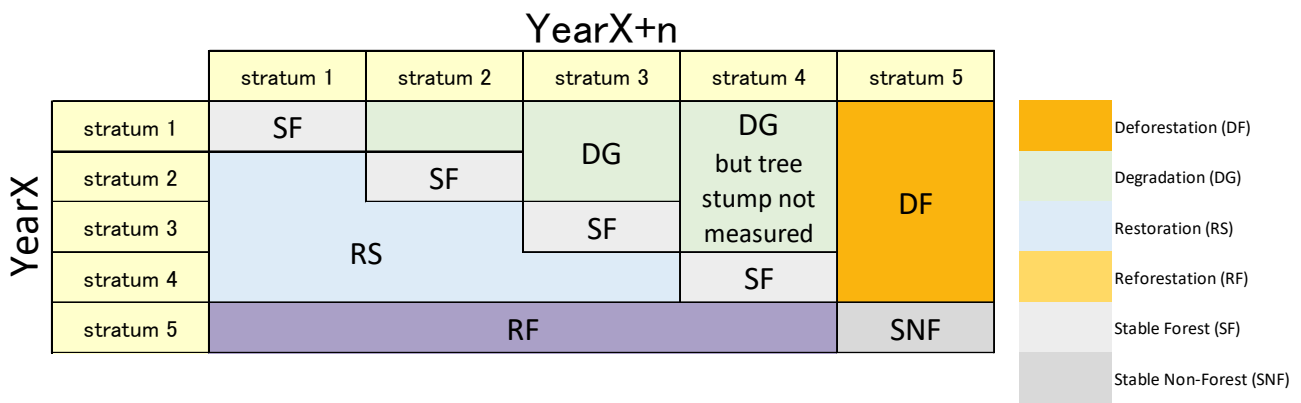 YearX+n
stratum 1 stratum 2 stratum 3 stratum 4 stratum 5
YearX
stratum 1 SF DG DG
but tree
stump not
measured DF
stratum 2 SF
stratum 3 RS SF
stratum 4 SF
stratum 5 RF SNF
Deforestation (DF)
Degradation (DG)
Restoration (RS)
Reforestation (RF)
Stable Forest (SF)
Stable Non-Forest (SNF)